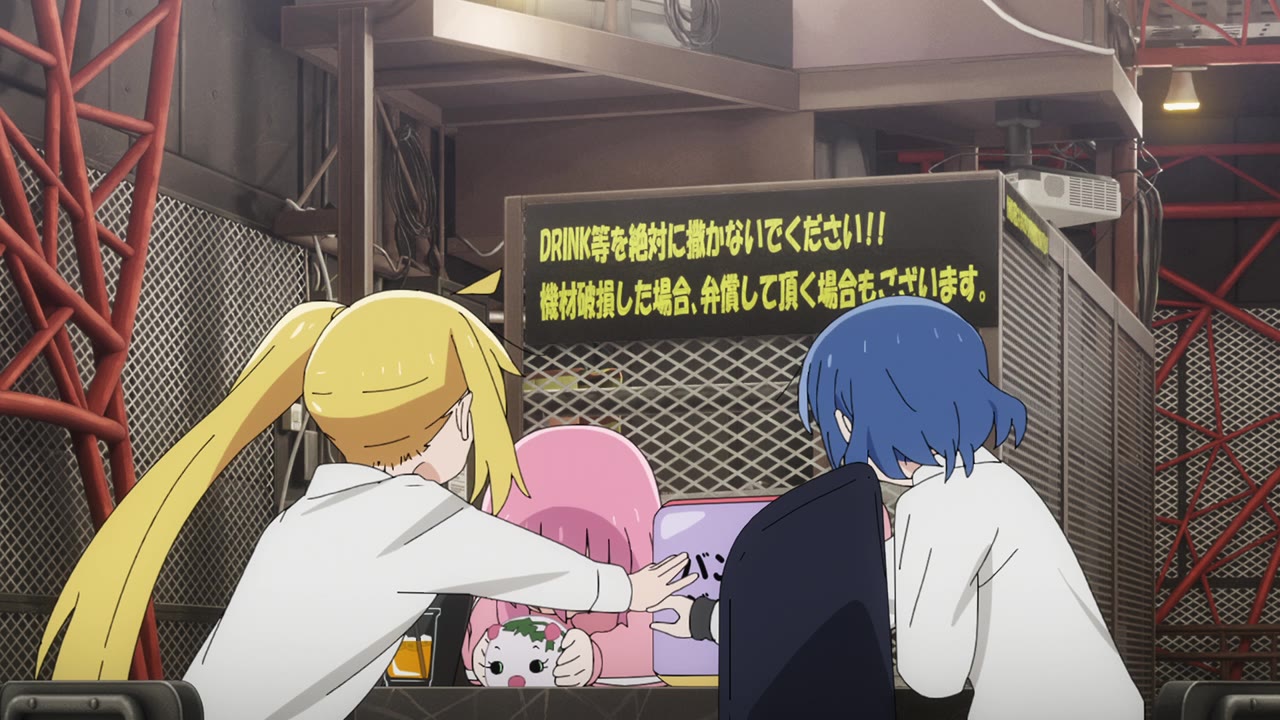 DRINK等を絶対に撒かないでください!!
機材破損した場合、弁償して頂く場合もございます。
バン